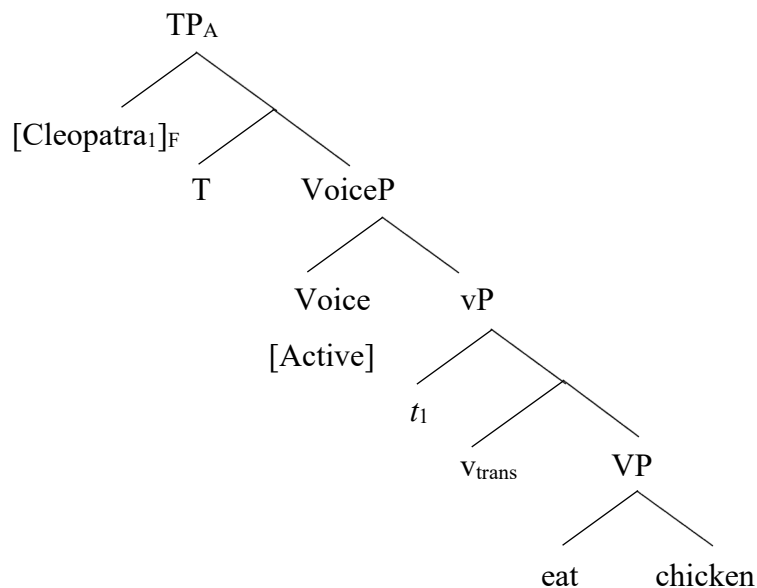 TPA
[Cleopatra1]F
T VoiceP
Voice vP
[Active]
t1
vtrans VP
eat chicken